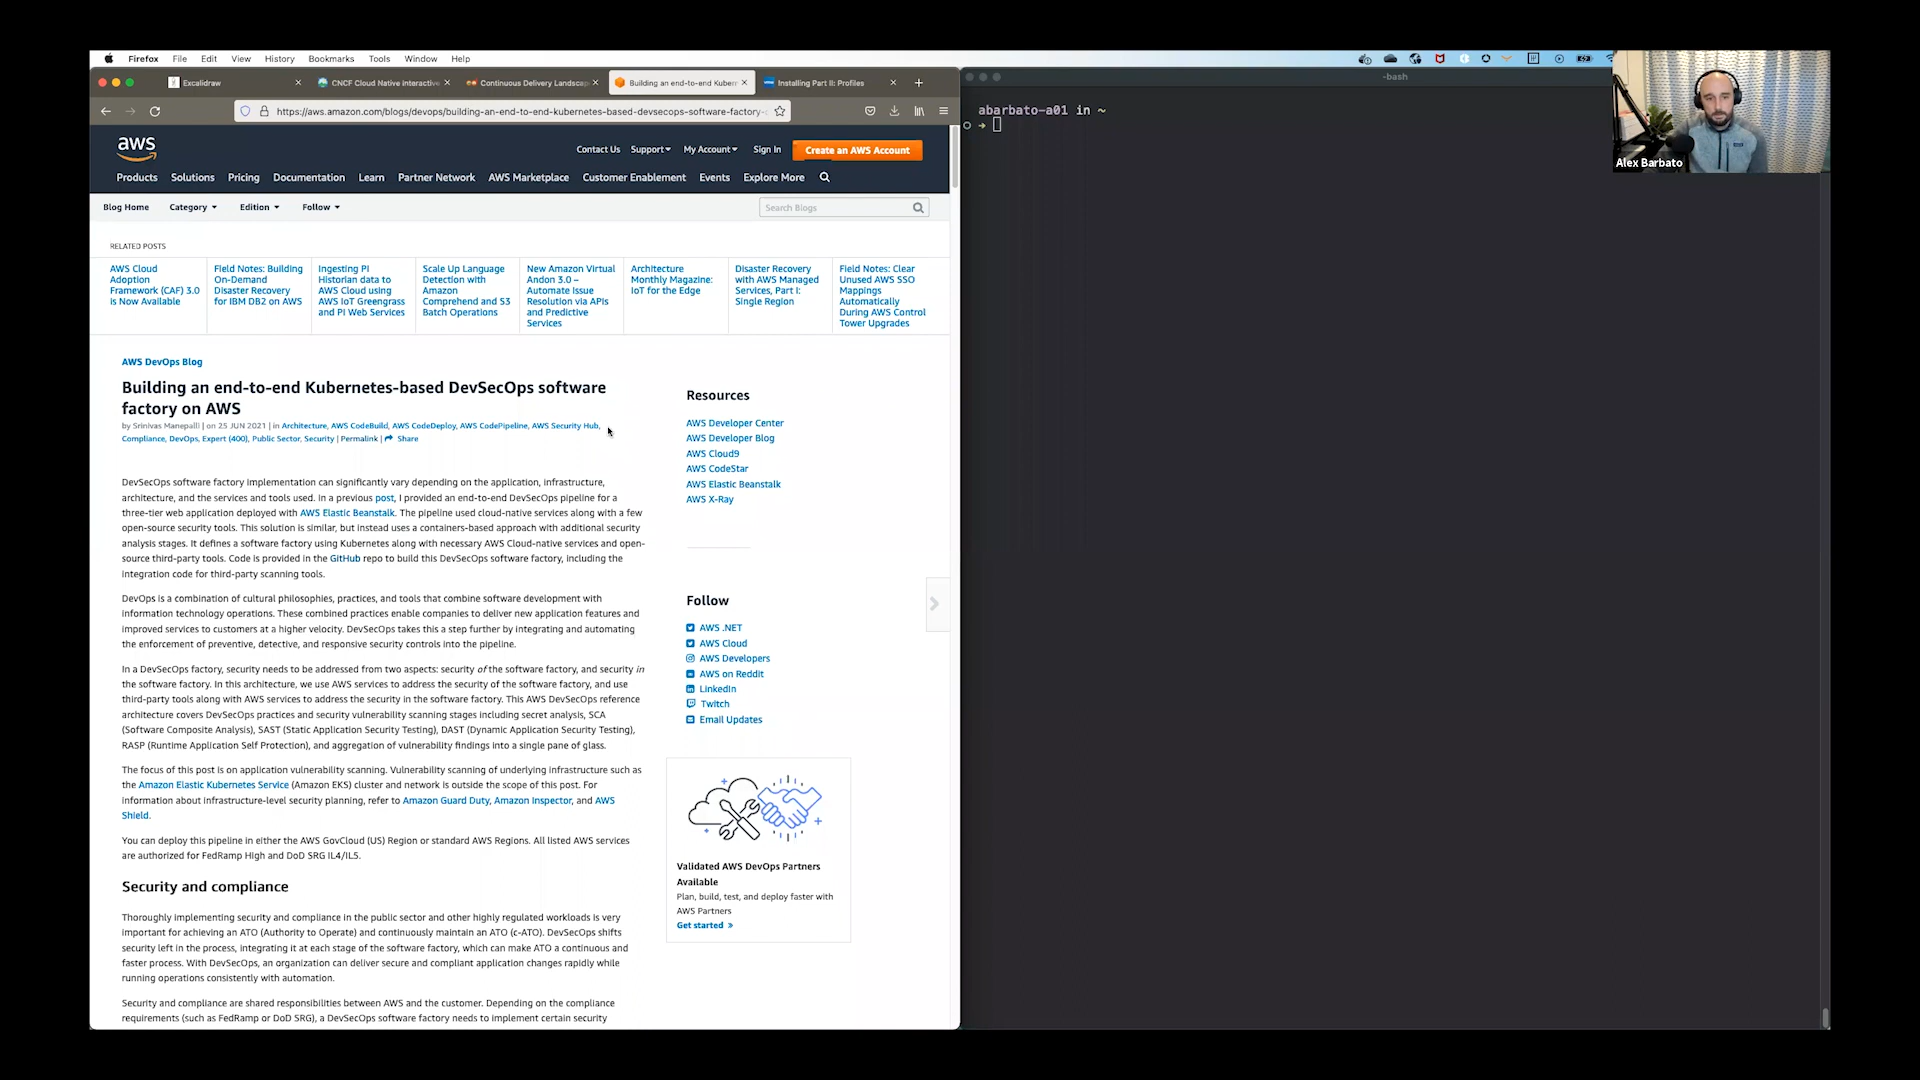 Firefox File Edit View History Bookmarks Tools Window Help
Excalidraw
CNCF Cloud Native Interactive
Continuous Delivery Landscap
Building an end-to-end Kubern
Installing Part II: Profiles
https://aws.amazon.com/blogs/devops/building-an-end-to-end-kubernetes-based-devsecops-software-factory-
-bash
abarbato-a01 in ~
Alex Barbato
aws
Contact Us Support My Account Sign In Create an AWS Account
Products Solutions Pricing Documentation Learn Partner Network AWS Marketplace Customer Enablement Events Explore More
Blog Home Category Edition Follow
Search Blogs
RELATED POSTS
AWS Cloud
Adoption
Framework (CAF) 3.0
is Now Available
Field Notes: Building
On-Demand
Disaster Recovery
for IBM DB2 on AWS
Ingesting PI
Historian data to
AWS Cloud using
AWS IoT Greengrass
and PI Web Services
Scale Up Language
Detection with
Amazon
Comprehend and S3
Batch Operations
New Amazon Virtual
Andon 3.0 –
Automate Issue
Resolution via APIs
and Predictive
Services
Architecture
Monthly Magazine:
IoT for the Edge
Disaster Recovery
with AWS Managed
Services, Part I:
Single Region
Field Notes: Clear
Unused AWS SSO
Mappings
Automatically
During AWS Control
Tower Upgrades
AWS DevOps Blog
Building an end-to-end Kubernetes-based DevSecOps software
factory on AWS
by Srinivas Manepalli | on 25 JUN 2021 | in Architecture, AWS CodeBuild, AWS CodeDeploy, AWS CodePipeline, AWS Security Hub,
Compliance, DevOps, Expert (400), Public Sector, Security | Permalink | Share
DevSecOps software factory implementation can significantly vary depending on the application, infrastructure,
architecture, and the services and tools used. In a previous post, I provided an end-to-end DevSecOps pipeline for a
three-tier web application deployed with AWS Elastic Beanstalk. The pipeline used cloud-native services along with a few
open-source security tools. This solution is similar, but instead uses a containers-based approach with additional security
analysis stages. It defines a software factory using Kubernetes along with necessary AWS Cloud-native services and open-
source third-party tools. Code is provided in the GitHub repo to build this DevSecOps software factory, including the
integration code for third-party scanning tools.
DevOps is a combination of cultural philosophies, practices, and tools that combine software development with
information technology operations. These combined practices enable companies to deliver new application features and
improved services to customers at a higher velocity. DevSecOps takes this a step further by integrating and automating
the enforcement of preventive, detective, and responsive security controls into the pipeline.
In a DevSecOps factory, security needs to be addressed from two aspects: security of the software factory, and security in
the software factory. In this architecture, we use AWS services to address the security of the software factory, and use
third-party tools along with AWS services to address the security in the software factory. This AWS DevSecOps reference
architecture covers DevSecOps practices and security vulnerability scanning stages including secret analysis, SCA
(Software Composite Analysis), SAST (Static Application Security Testing), DAST (Dynamic Application Security Testing),
RASP (Runtime Application Self Protection), and aggregation of vulnerability findings into a single pane of glass.
The focus of this post is on application vulnerability scanning. Vulnerability scanning of underlying infrastructure such as
the Amazon Elastic Kubernetes Service (Amazon EKS) cluster and network is outside the scope of this post. For
information about infrastructure-level security planning, refer to Amazon Guard Duty, Amazon Inspector, and AWS
Shield.
You can deploy this pipeline in either the AWS GovCloud (US) Region or standard AWS Regions. All listed AWS services
are authorized for FedRamp High and DoD SRG IL4/IL5.
Security and compliance
Thoroughly implementing security and compliance in the public sector and other highly regulated workloads is very
important for achieving an ATO (Authority to Operate) and continuously maintain an ATO (c-ATO). DevSecOps shifts
security left in the process, integrating it at each stage of the software factory, which can make ATO a continuous and
faster process. With DevSecOps, an organization can deliver secure and compliant application changes rapidly while
running operations consistently with automation.
Security and compliance are shared responsibilities between AWS and the customer. Depending on the compliance
requirements (such as FedRamp or DoD SRG), a DevSecOps software factory needs to implement certain security
Resources
AWS Developer Center
AWS Developer Blog
AWS Cloud9
AWS CodeStar
AWS Elastic Beanstalk
AWS X-Ray
Follow
AWS .NET
AWS Cloud
AWS Developers
AWS on Reddit
LinkedIn
Twitch
Email Updates
Validated AWS DevOps Partners
Available
Plan, build, test, and deploy faster with
AWS Partners
Get started »